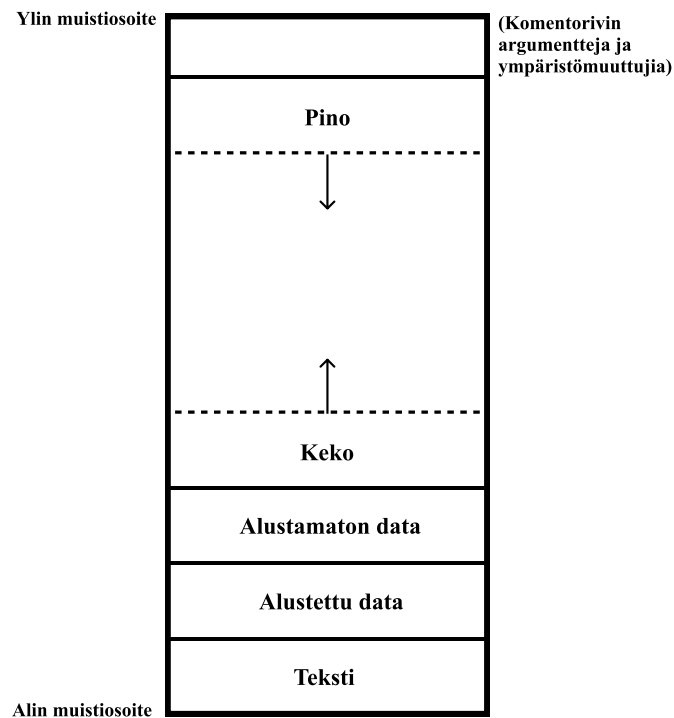 Ylin muistiosoite
(Komentorivin
argumentteja ja
ympäristömuuttujia)
Pino
Keko
Alustamaton data
Alustettu data
Teksti
Alin muistiosoite